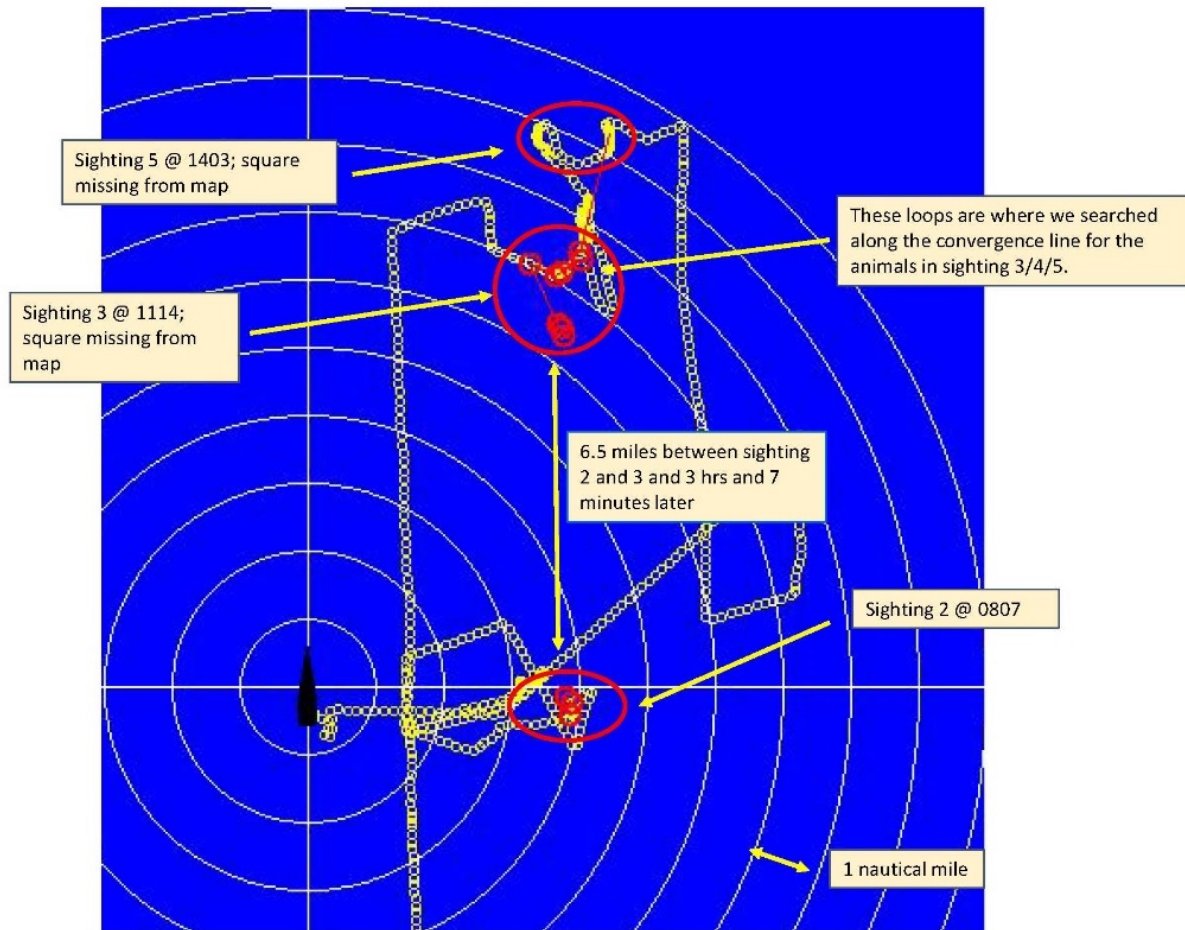 Sighting 5 @ 1403; square
missing from map
These loops are where we searched
along the convergence line for the
animals in sighting 3/4/5.
Sighting 3 @ 1114;
square missing from
map
6.5 miles between sighting
2 and 3 and 3 hrs and 7
minutes later
Sighting 2 @ 0807
1 nautical mile